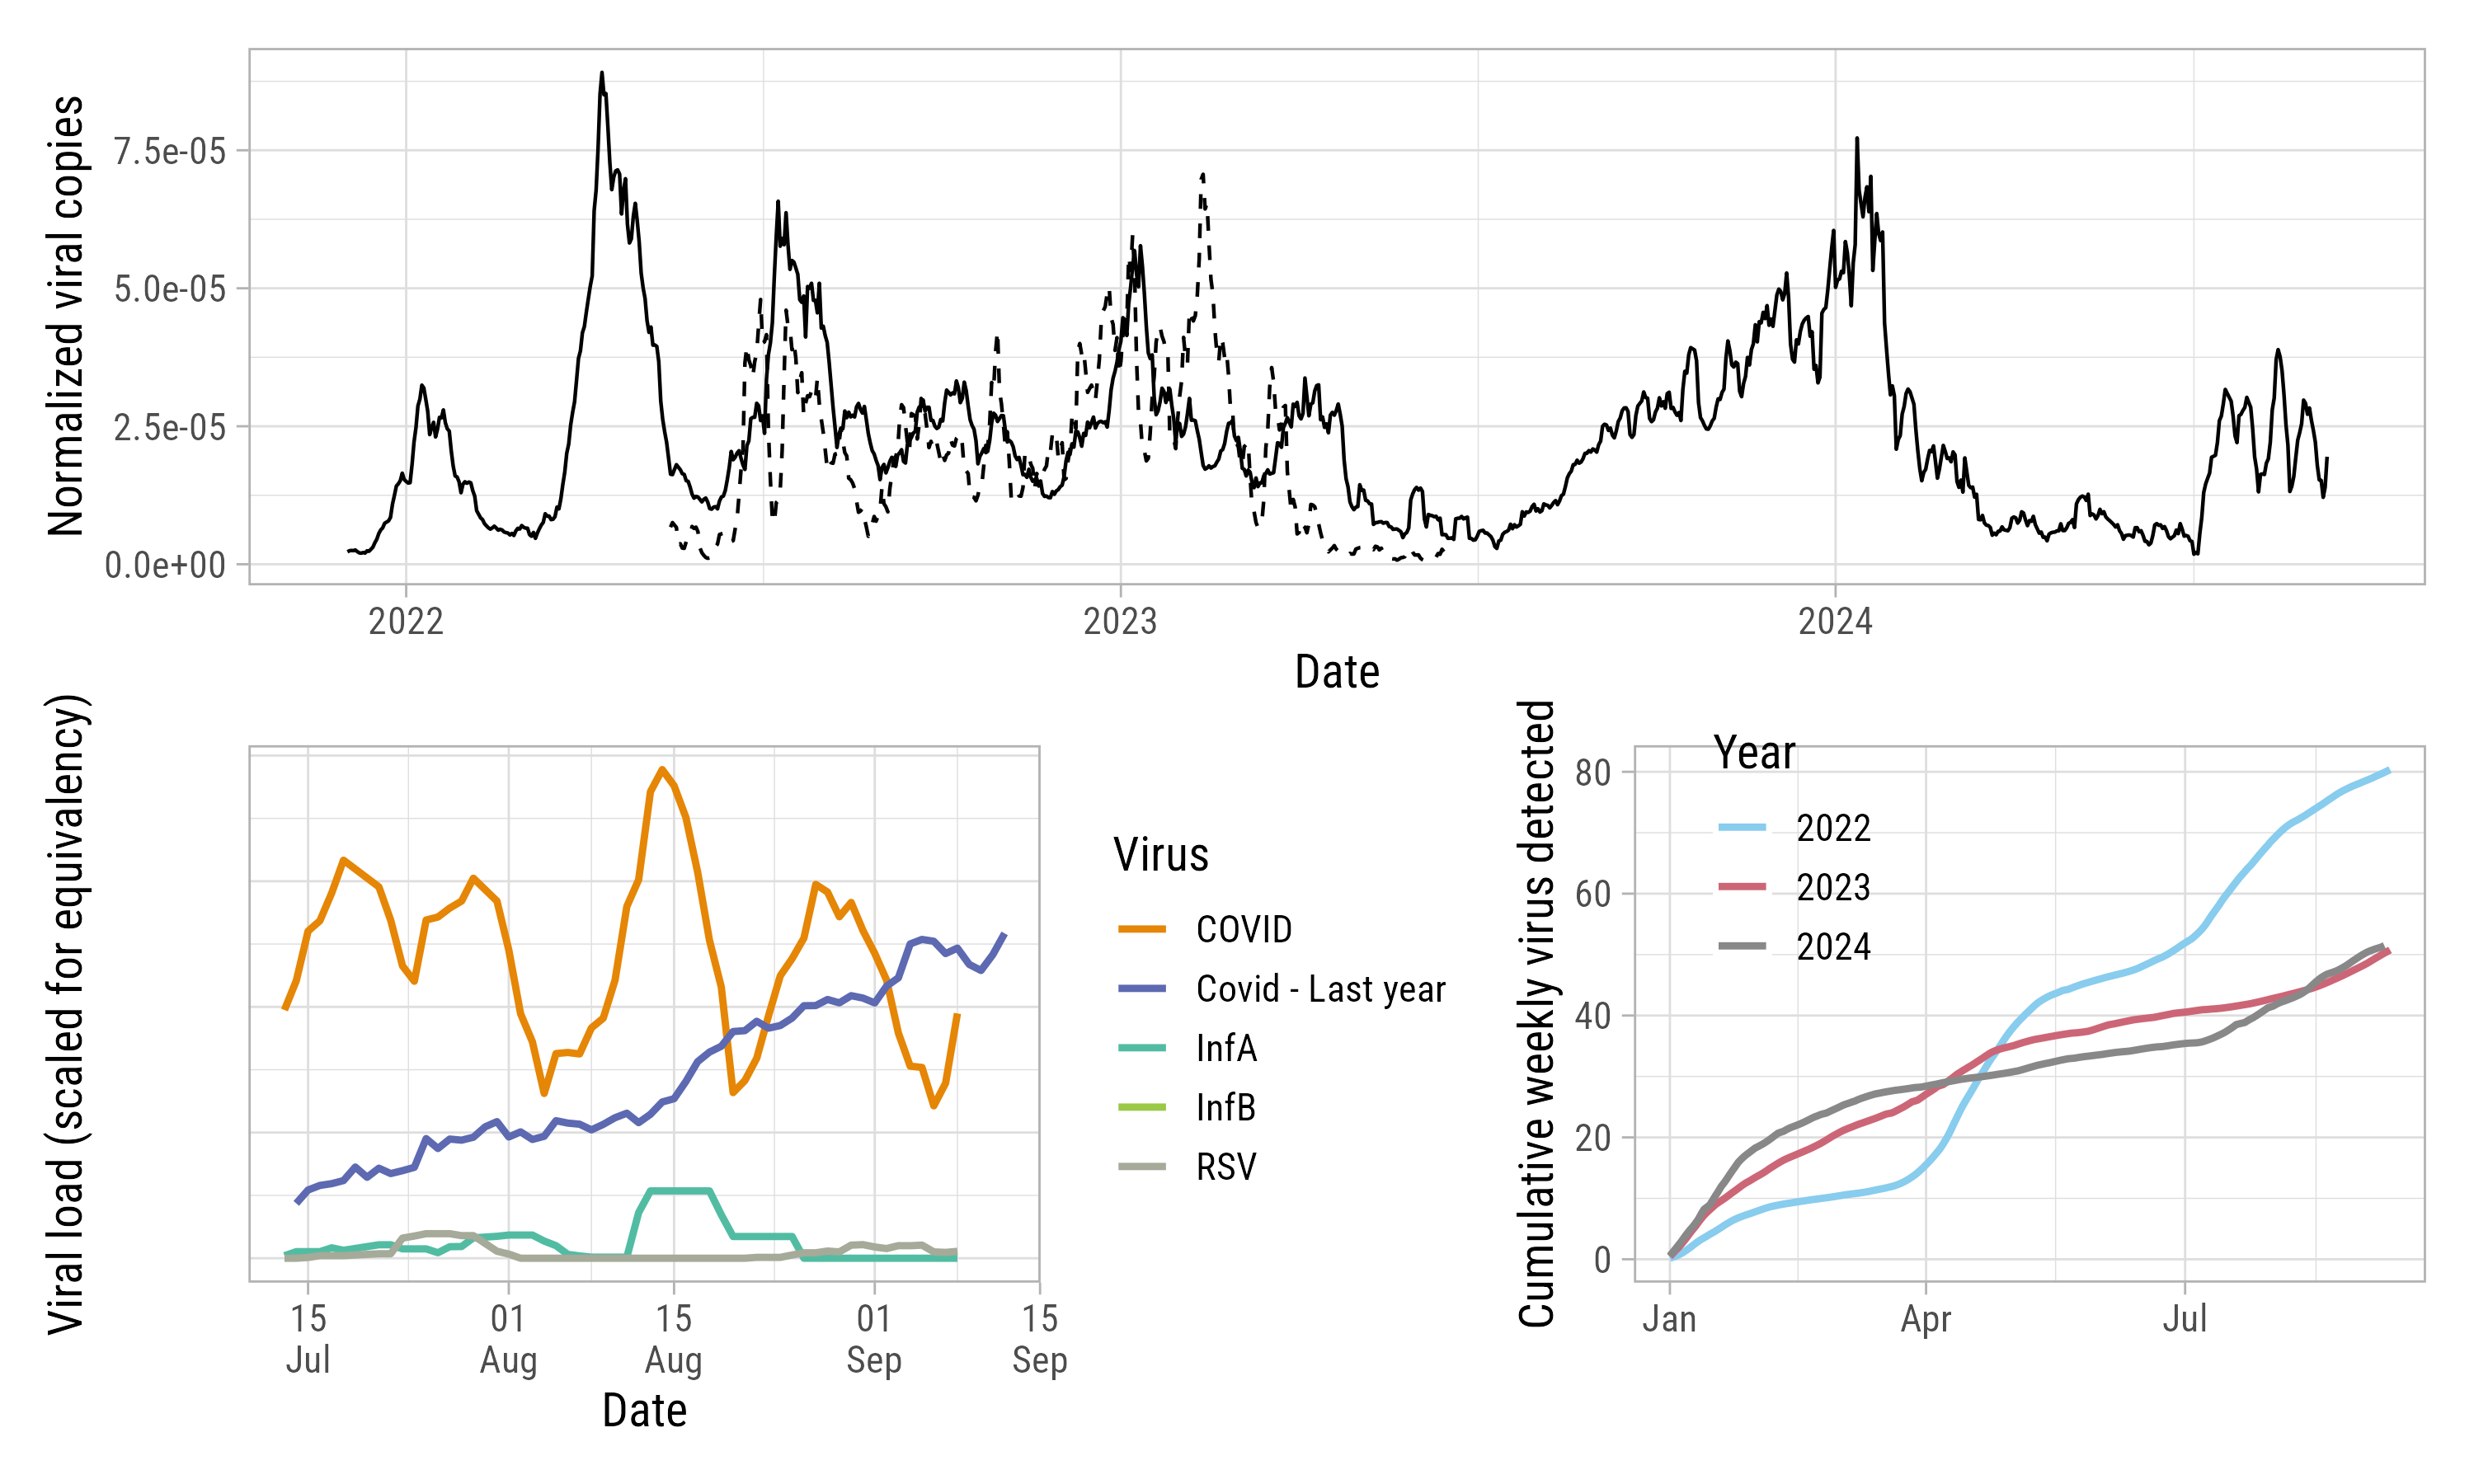 Normalized viral copies
7.5e-05
5.0e-05
2.5e-05
0.0e+00
2022
2023
2024
Date
Viral load (scaled for equivalency)
15
Jul
01
Aug
15
Aug
01
Sep
15
Sep
Date
Virus
COVID
Covid - Last year
InfA
InfB
RSV
Cumulative weekly virus detected
80
60
40
20
0
Jan
Apr
Jul
Year
2022
2023
2024